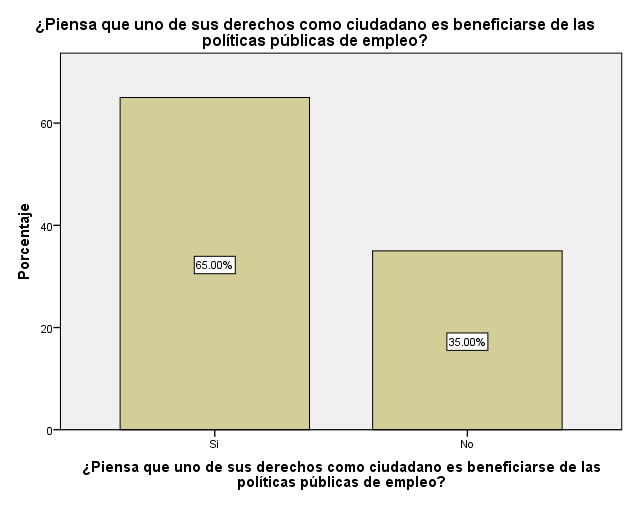 ¿Piensa que uno de sus derechos como ciudadano es beneficiarse de las
políticas públicas de empleo?
Porcentaje
60
40
20
0
65.00%
35.00%
Si
No
¿Piensa que uno de sus derechos como ciudadano es beneficiarse de las
políticas públicas de empleo?